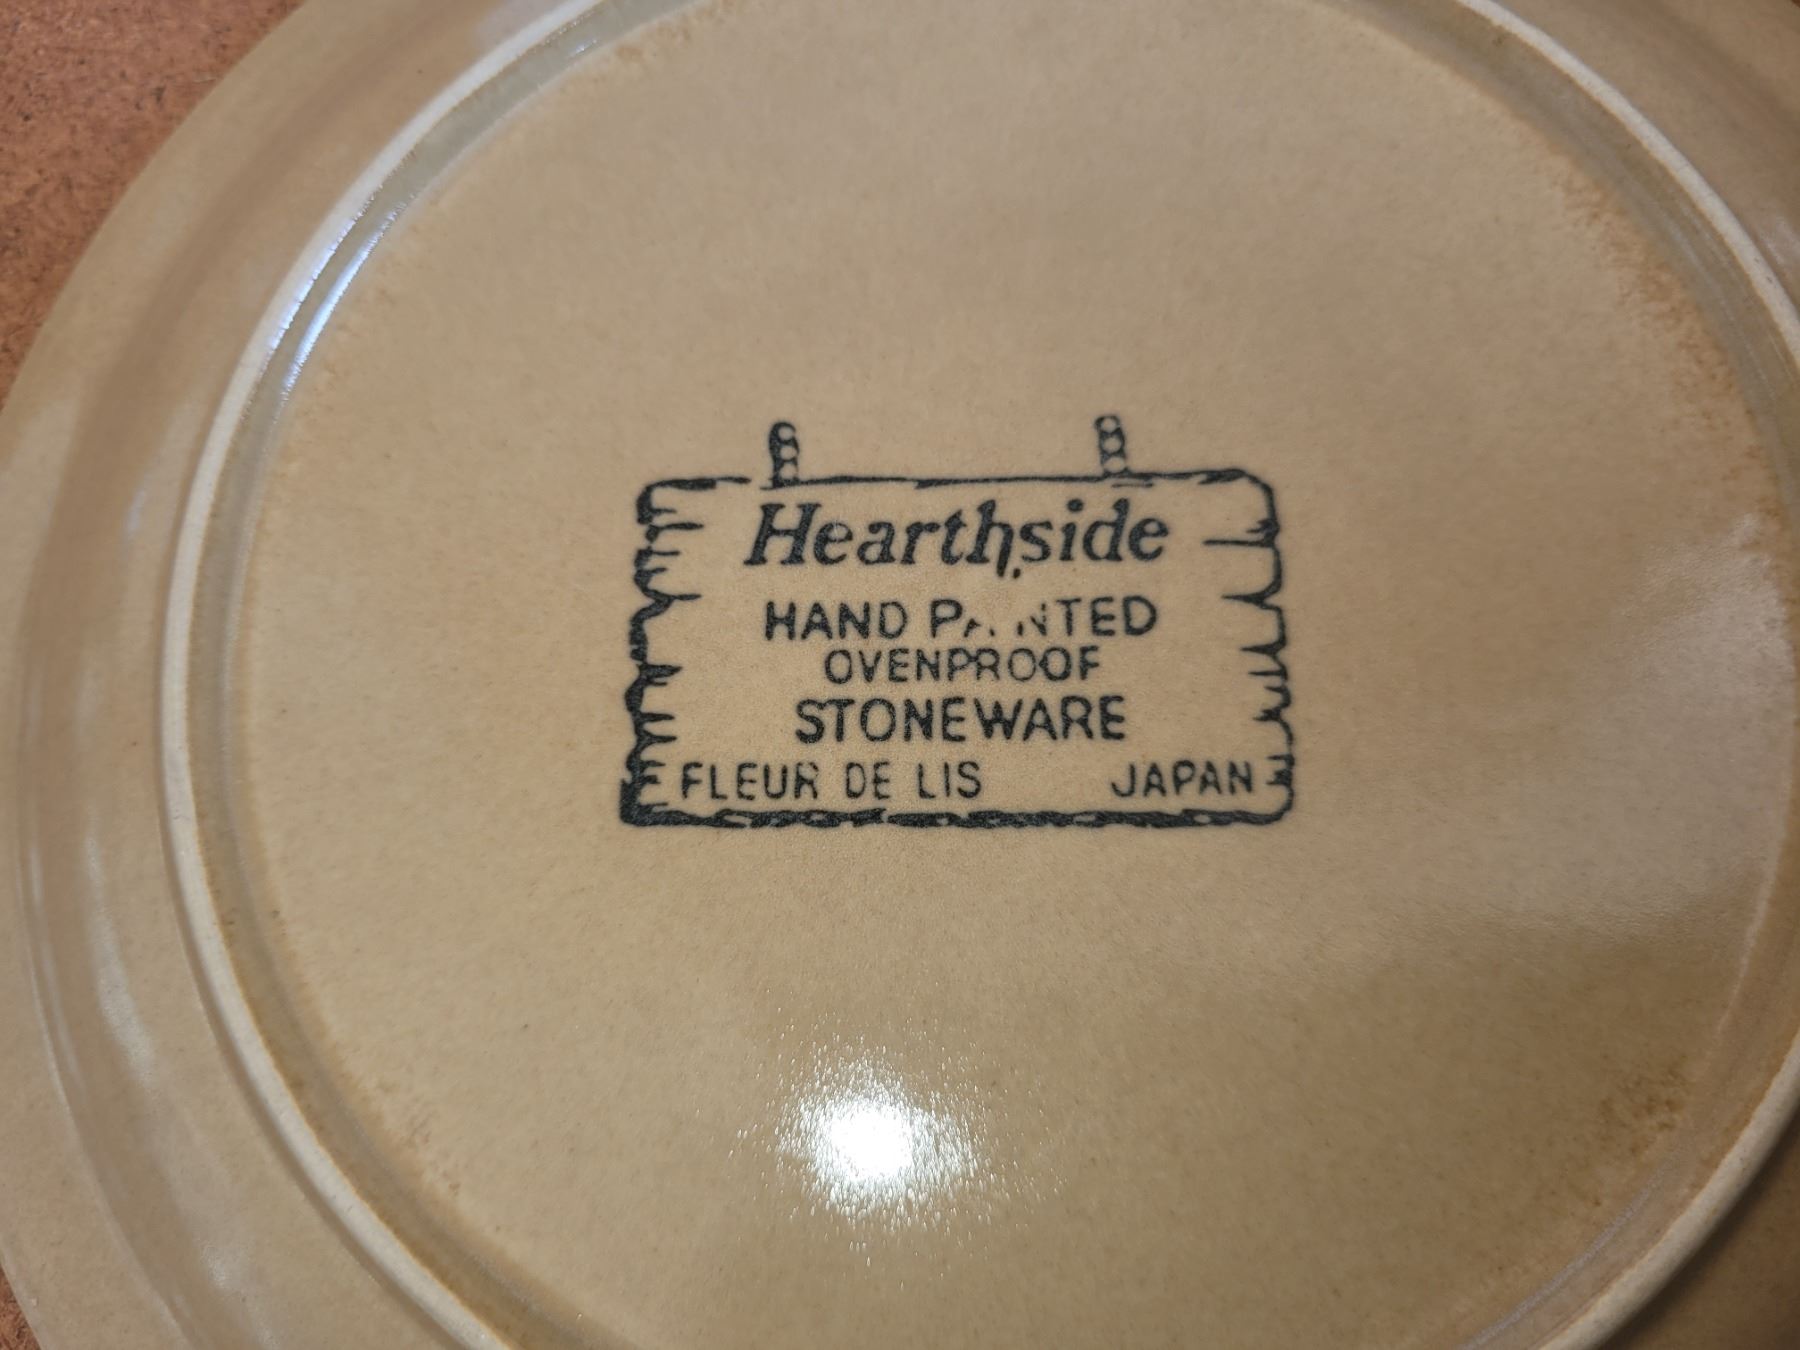 Hearthside
HAND PAINTED
OVENPROOF
STONEWARE
FLEUR DE LIS JAPAN